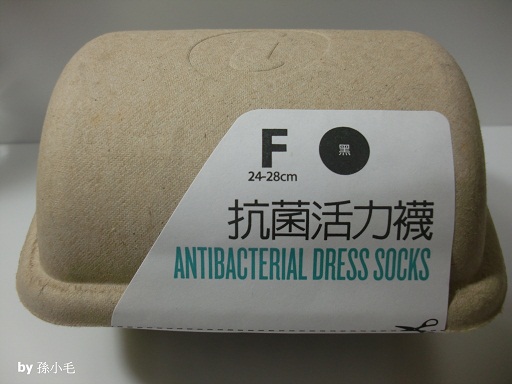 F
黑
24-28cm
抗菌活力襪
ANTIBACTERIAL DRESS SOCKS
by 孫小毛